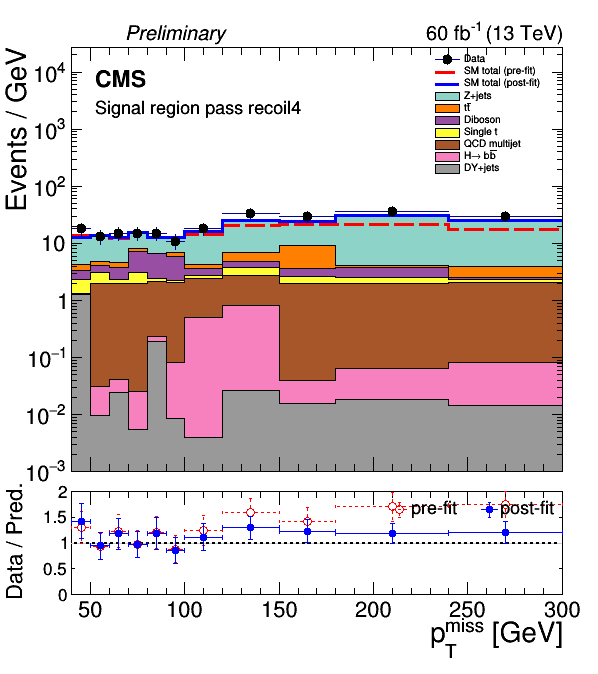 Preliminary 60 fb⁻¹ (13 TeV)
CMS
Signal region pass recoil4
Data
SM total (pre-fit)
SM total (post-fit)
Z+jets
tt̅
Diboson
Single t
QCD multijet
H→ bb̅
DY+jets
Events / GeV
10⁴
10³
10²
10
1
10⁻¹
10⁻²
10⁻³
Data / Pred.
2
1.5
1
0.5
0
pre-fit post-fit
50 100 150 200 250 300
p_T^miss [GeV]